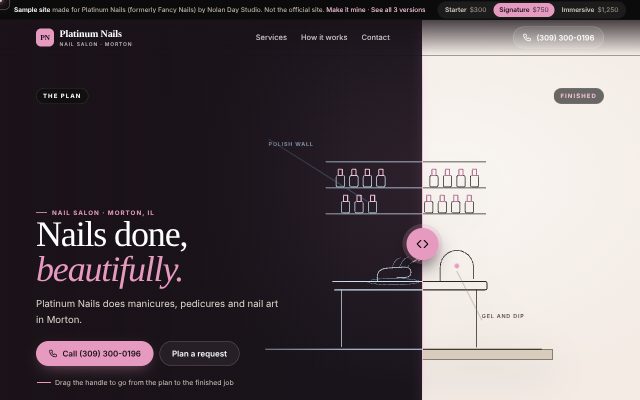 Sample site made for Platinum Nails (formerly Fancy Nails) by Nolan Day Studio. Not the official site. Make it mine · See all 3 versions
Starter $300 Signature $750 Immersive $1,250
PN Platinum Nails
NAIL SALON · MORTON
Services How it works Contact
(309) 300-0196
THE PLAN
FINISHED
POLISH WALL
NAIL SALON · MORTON, IL
Nails done,
beautifully.
Platinum Nails does manicures, pedicures and nail art
in Morton.
GEL AND DIP
Call (309) 300-0196
Plan a request
Drag the handle to go from the plan to the finished job